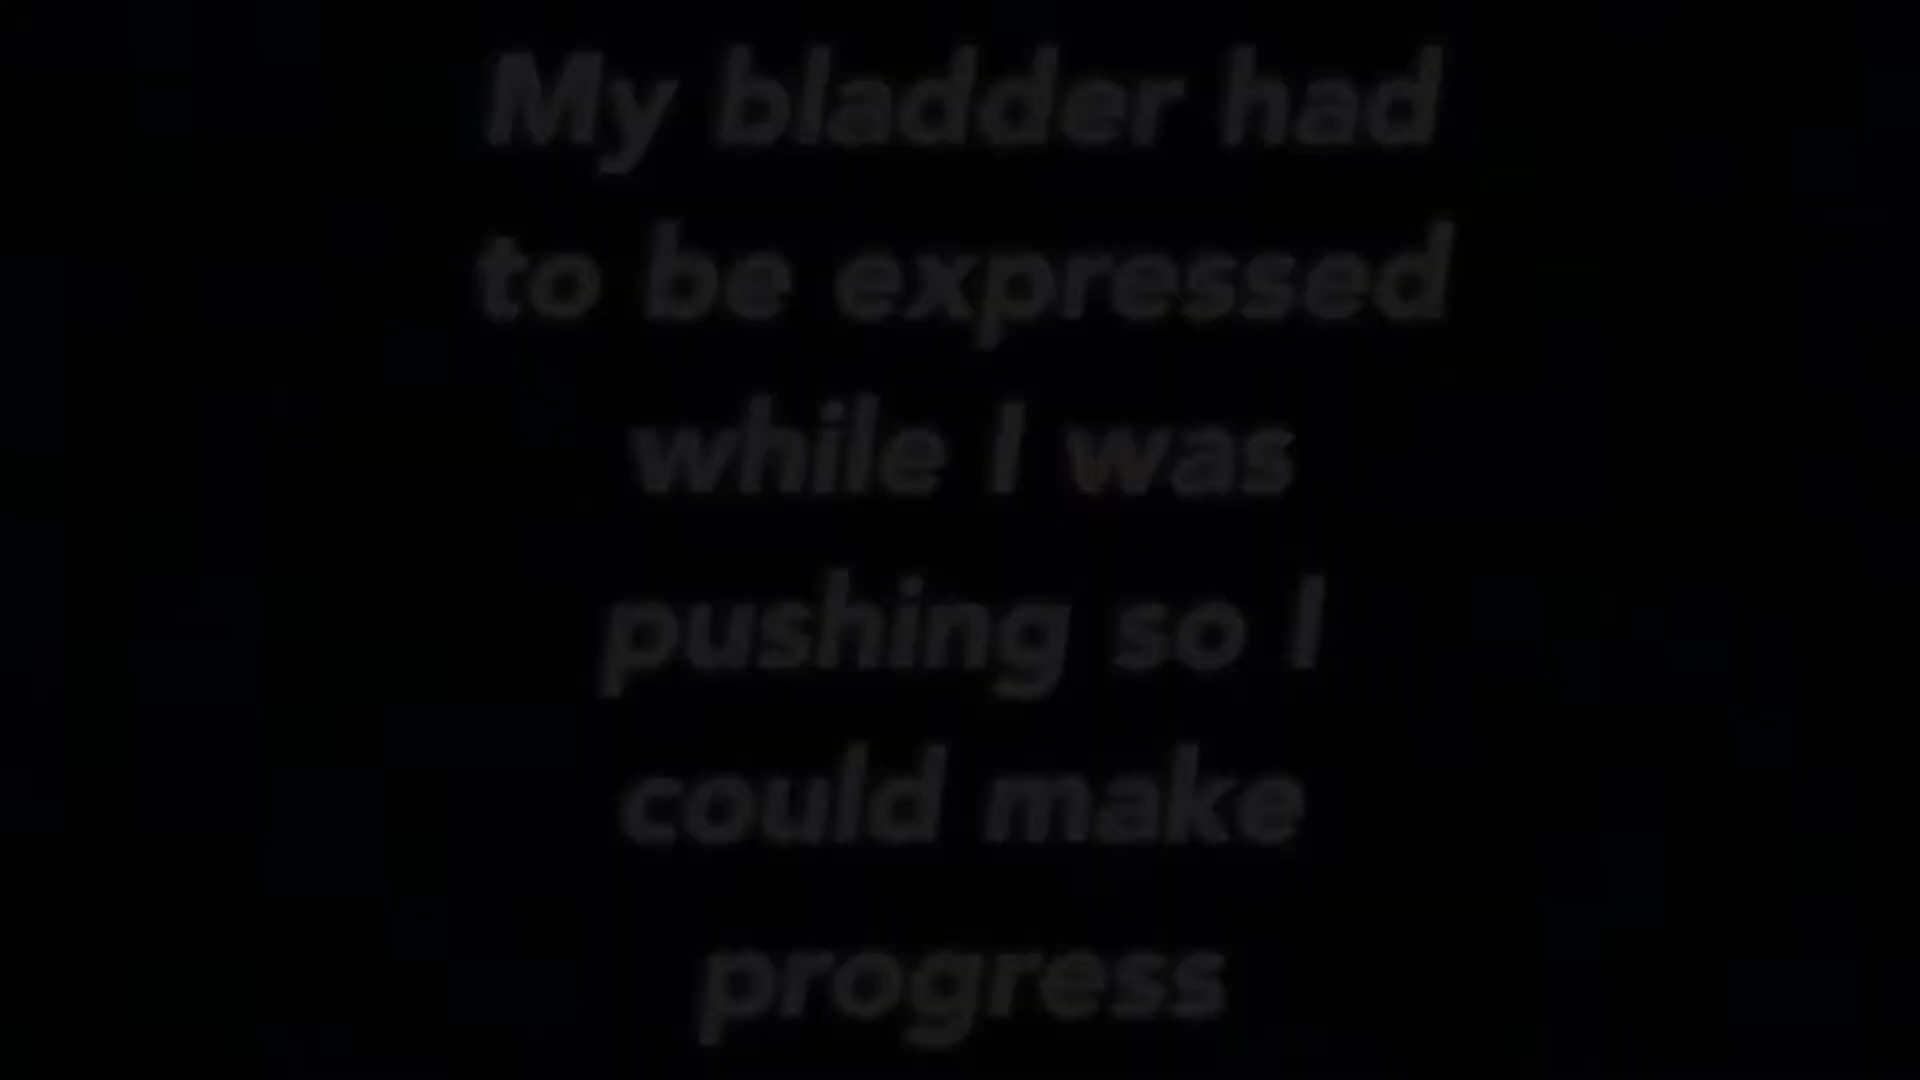 My bladder had
to be expressed
while I was
pushing so I
could make
progress